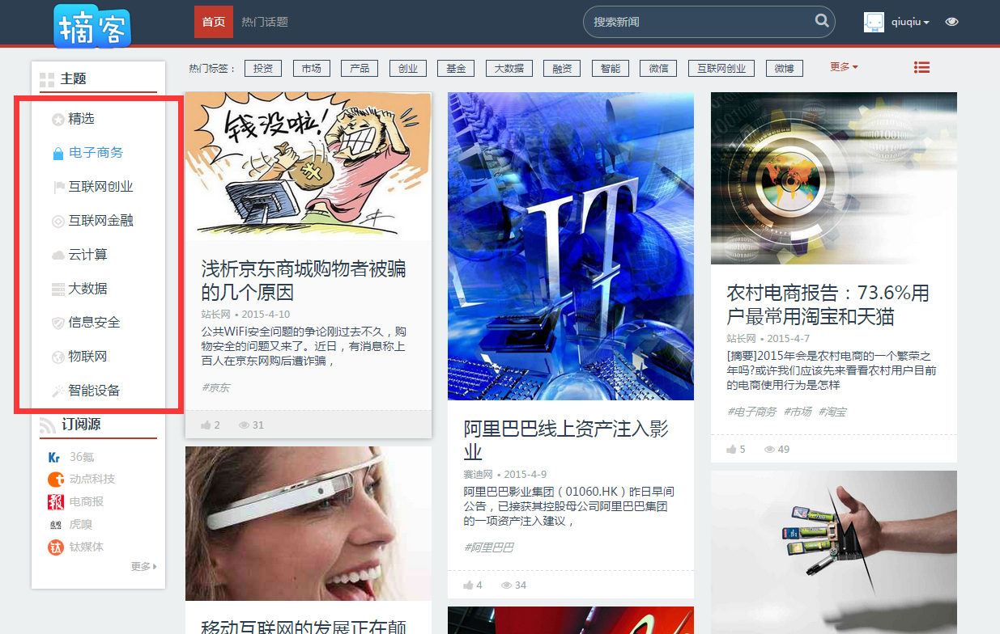 摘客
首页
热门话题
搜索新闻
qiuqiu
主题
精选
电子商务
互联网创业
互联网金融
云计算
大数据
信息安全
物联网
智能设备
订阅源
Kr 36氪
动点科技
報 电商报
虎嗅 虎嗅
钛 钛媒体
更多
热门标签：
投资
市场
产品
创业
基金
大数据
融资
智能
微信
互联网创业
微博
更多
钱没啦!
浅析京东商城购物者被骗
的几个原因
站长网 • 2015-4-10
公共WiFi安全问题的争论刚过去不久，购
物安全的问题又来了。近日，有消息称上
百人在京东网购后遭诈骗，
#京东
2 31
移动互联网的发展正在颠
IT
阿里巴巴线上资产注入影
业
赛迪网 • 2015-4-9
阿里巴巴影业集团（01060.HK）昨日早间
公告，已接获其控股母公司阿里巴巴集团
的一项资产注入建议，
#阿里巴巴
4 34
农村电商报告：73.6%用
户最常用淘宝和天猫
站长网 • 2015-4-7
[摘要]2015年会是农村电商的一个繁荣之
年吗?或许我们应该先来看看农村用户目前
的电商使用行为是怎样
#电子商务 #市场 #淘宝
5 49